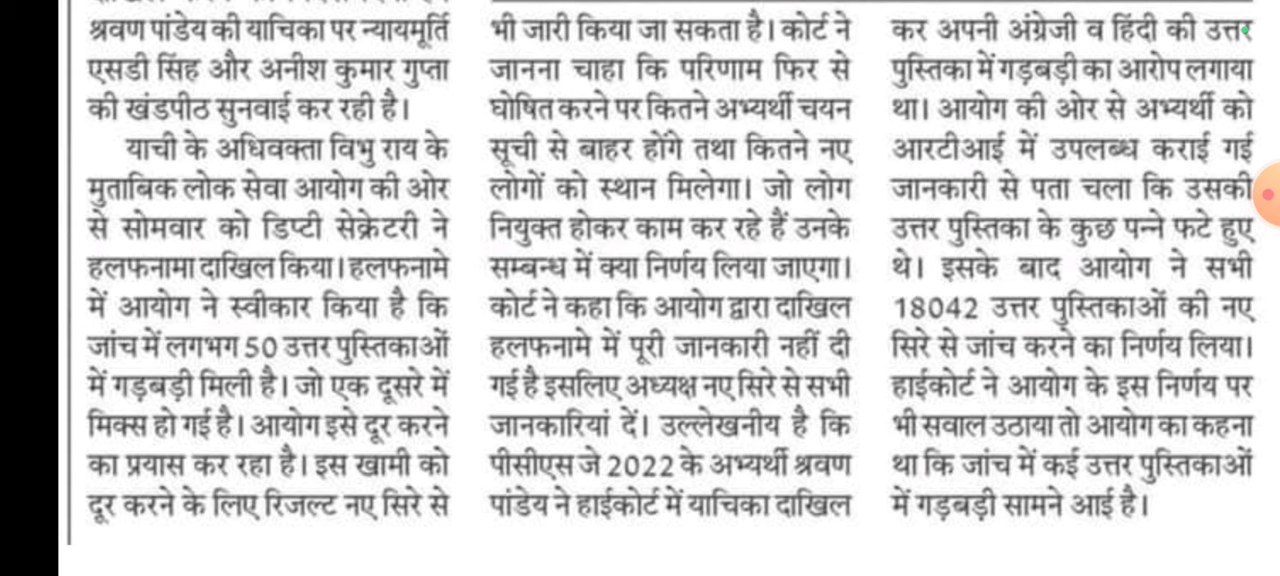 श्रवण पांडेय की याचिका पर न्यायमूर्ति
एसडी सिंह और अनीश कुमार गुप्ता
की खंडपीठ सुनवाई कर रही है।
याची के अधिवक्ता विभु राय के
मुताबिक लोक सेवा आयोग की ओर
से सोमवार को डिप्टी सेक्रेटरी ने
हलफनामा दाखिल किया। हलफनामे
में आयोग ने स्वीकार किया है कि
जांच में लगभग 50 उत्तर पुस्तिकाओं
में गड़बड़ी मिली है। जो एक दूसरे में
मिक्स हो गई है। आयोग इसे दूर करने
का प्रयास कर रहा है। इस खामी को
दूर करने के लिए रिजल्ट नए सिरे से
भी जारी किया जा सकता है। कोर्ट ने
जानना चाहा कि परिणाम फिर से
घोषित करने पर कितने अभ्यर्थी चयन
सूची से बाहर होंगे तथा कितने नए
लोगों को स्थान मिलेगा। जो लोग
नियुक्त होकर काम कर रहे हैं उनके
सम्बन्ध में क्या निर्णय लिया जाएगा।
कोर्ट ने कहा कि आयोग द्वारा दाखिल
हलफनामे में पूरी जानकारी नहीं दी
गई है इसलिए अध्यक्ष नए सिरे से सभी
जानकारियां दें। उल्लेखनीय है कि
पीसीएस जे 2022 के अभ्यर्थी श्रवण
पांडेय ने हाईकोर्ट में याचिका दाखिल
कर अपनी अंग्रेजी व हिंदी की उत्तर
पुस्तिका में गड़बड़ी का आरोप लगाया
था। आयोग की ओर से अभ्यर्थी को
आरटीआई में उपलब्ध कराई गई
जानकारी से पता चला कि उसकी
उत्तर पुस्तिका के कुछ पन्ने फटे हुए
थे। इसके बाद आयोग ने सभी
18042 उत्तर पुस्तिकाओं की नए
सिरे से जांच करने का निर्णय लिया।
हाईकोर्ट ने आयोग के इस निर्णय पर
भी सवाल उठाया तो आयोग का कहना
था कि जांच में कई उत्तर पुस्तिकाओं
में गड़बड़ी सामने आई है।